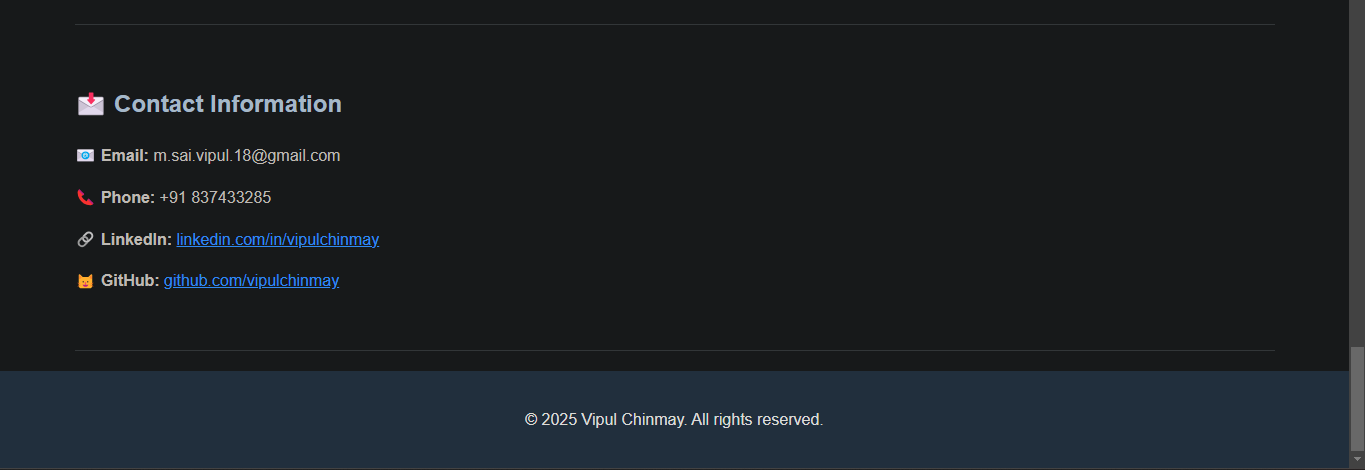 Contact Information
Email: m.sai.vipul.18@gmail.com
Phone: +91 837433285
LinkedIn: linkedin.com/in/vipulchinmay
GitHub: github.com/vipulchinmay
© 2025 Vipul Chinmay. All rights reserved.